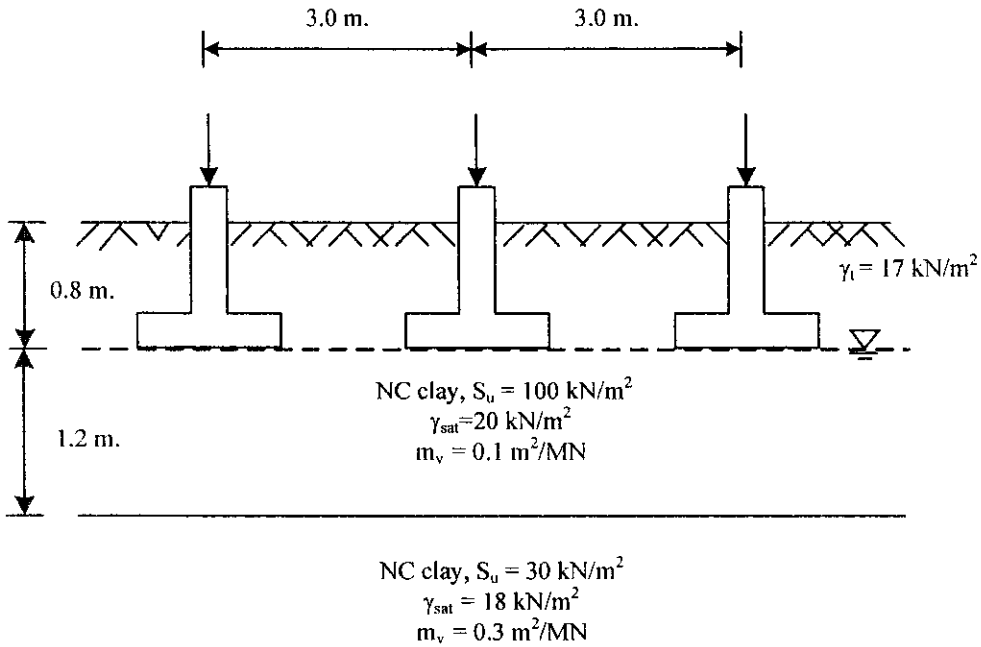 3.0 m.
3.0 m.
γₜ = 17 kN/m²
0.8 m.
NC clay, Sᵤ = 100 kN/m²
γsat=20 kN/m²
mᵥ = 0.1 m²/MN
1.2 m.
NC clay, Sᵤ = 30 kN/m²
γsat = 18 kN/m²
mᵥ = 0.3 m²/MN